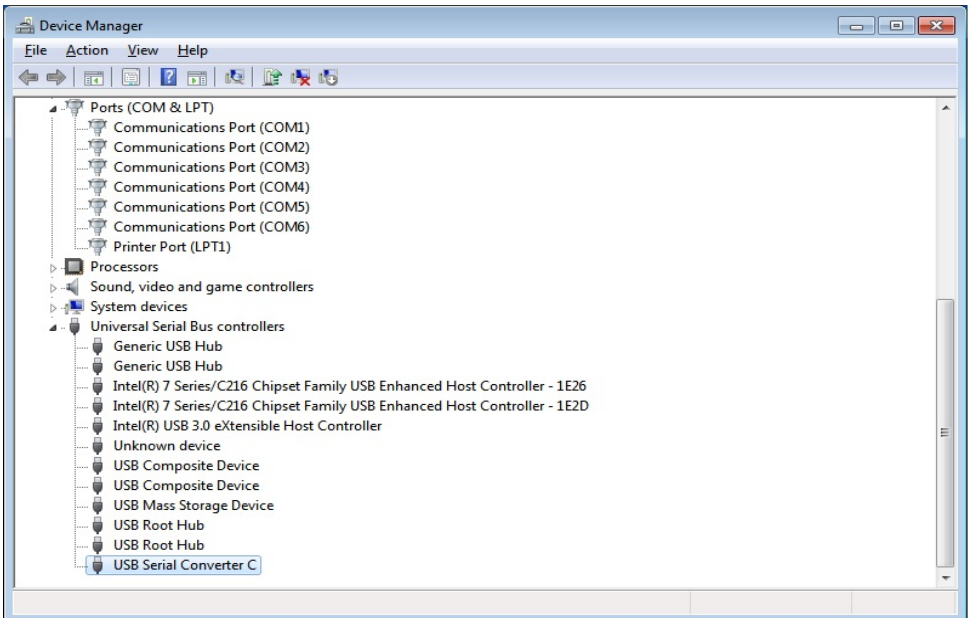 Device Manager
File Action View Help
Ports (COM & LPT)
Communications Port (COM1)
Communications Port (COM2)
Communications Port (COM3)
Communications Port (COM4)
Communications Port (COM5)
Communications Port (COM6)
Printer Port (LPT1)
Processors
Sound, video and game controllers
System devices
Universal Serial Bus controllers
Generic USB Hub
Generic USB Hub
Intel(R) 7 Series/C216 Chipset Family USB Enhanced Host Controller - 1E26
Intel(R) 7 Series/C216 Chipset Family USB Enhanced Host Controller - 1E2D
Intel(R) USB 3.0 eXtensible Host Controller
Unknown device
USB Composite Device
USB Composite Device
USB Mass Storage Device
USB Root Hub
USB Root Hub
USB Serial Converter C